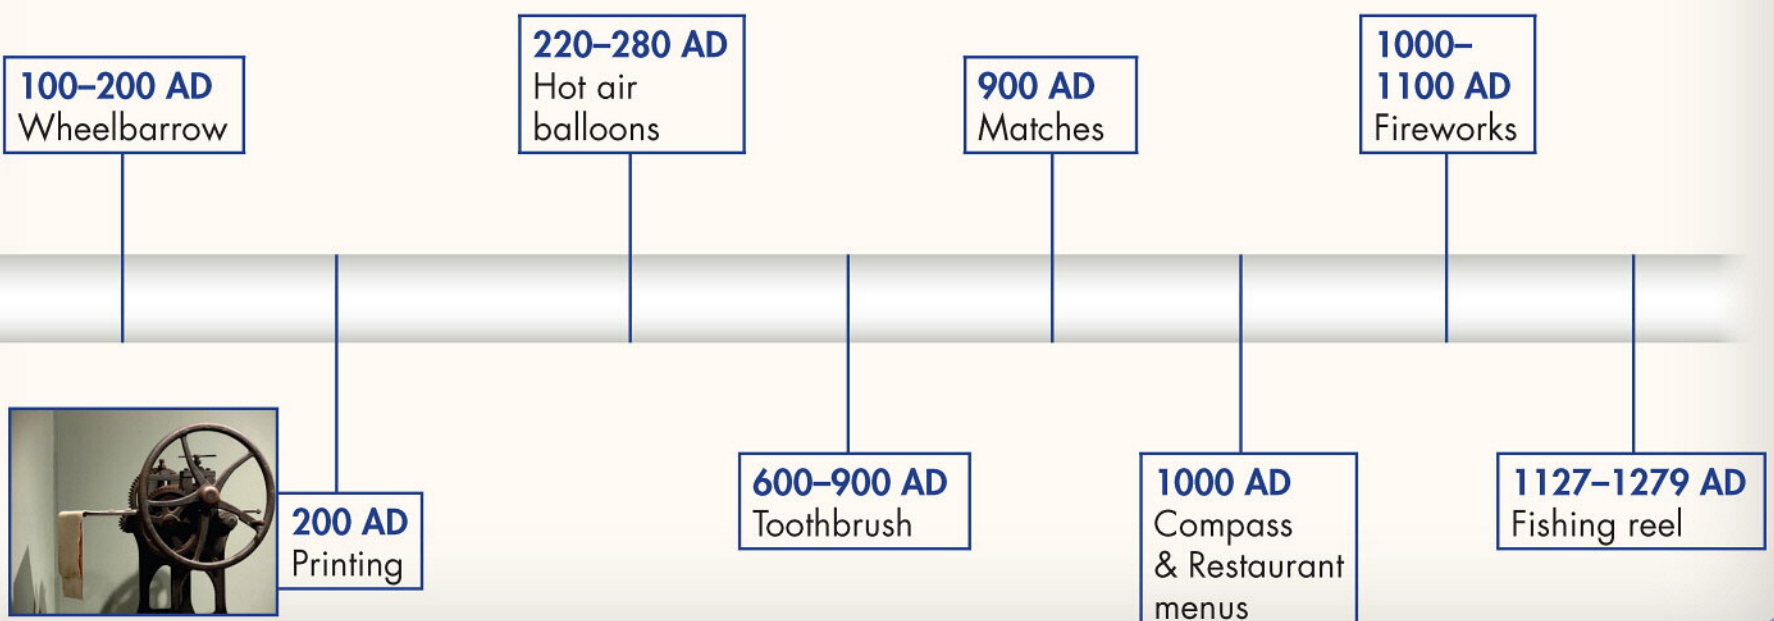 100–200 AD
Wheelbarrow
200 AD
Printing
220–280 AD
Hot air
balloons
600–900 AD
Toothbrush
900 AD
Matches
1000 AD
Compass
& Restaurant
menus
1000–
1100 AD
Fireworks
1127–1279 AD
Fishing reel